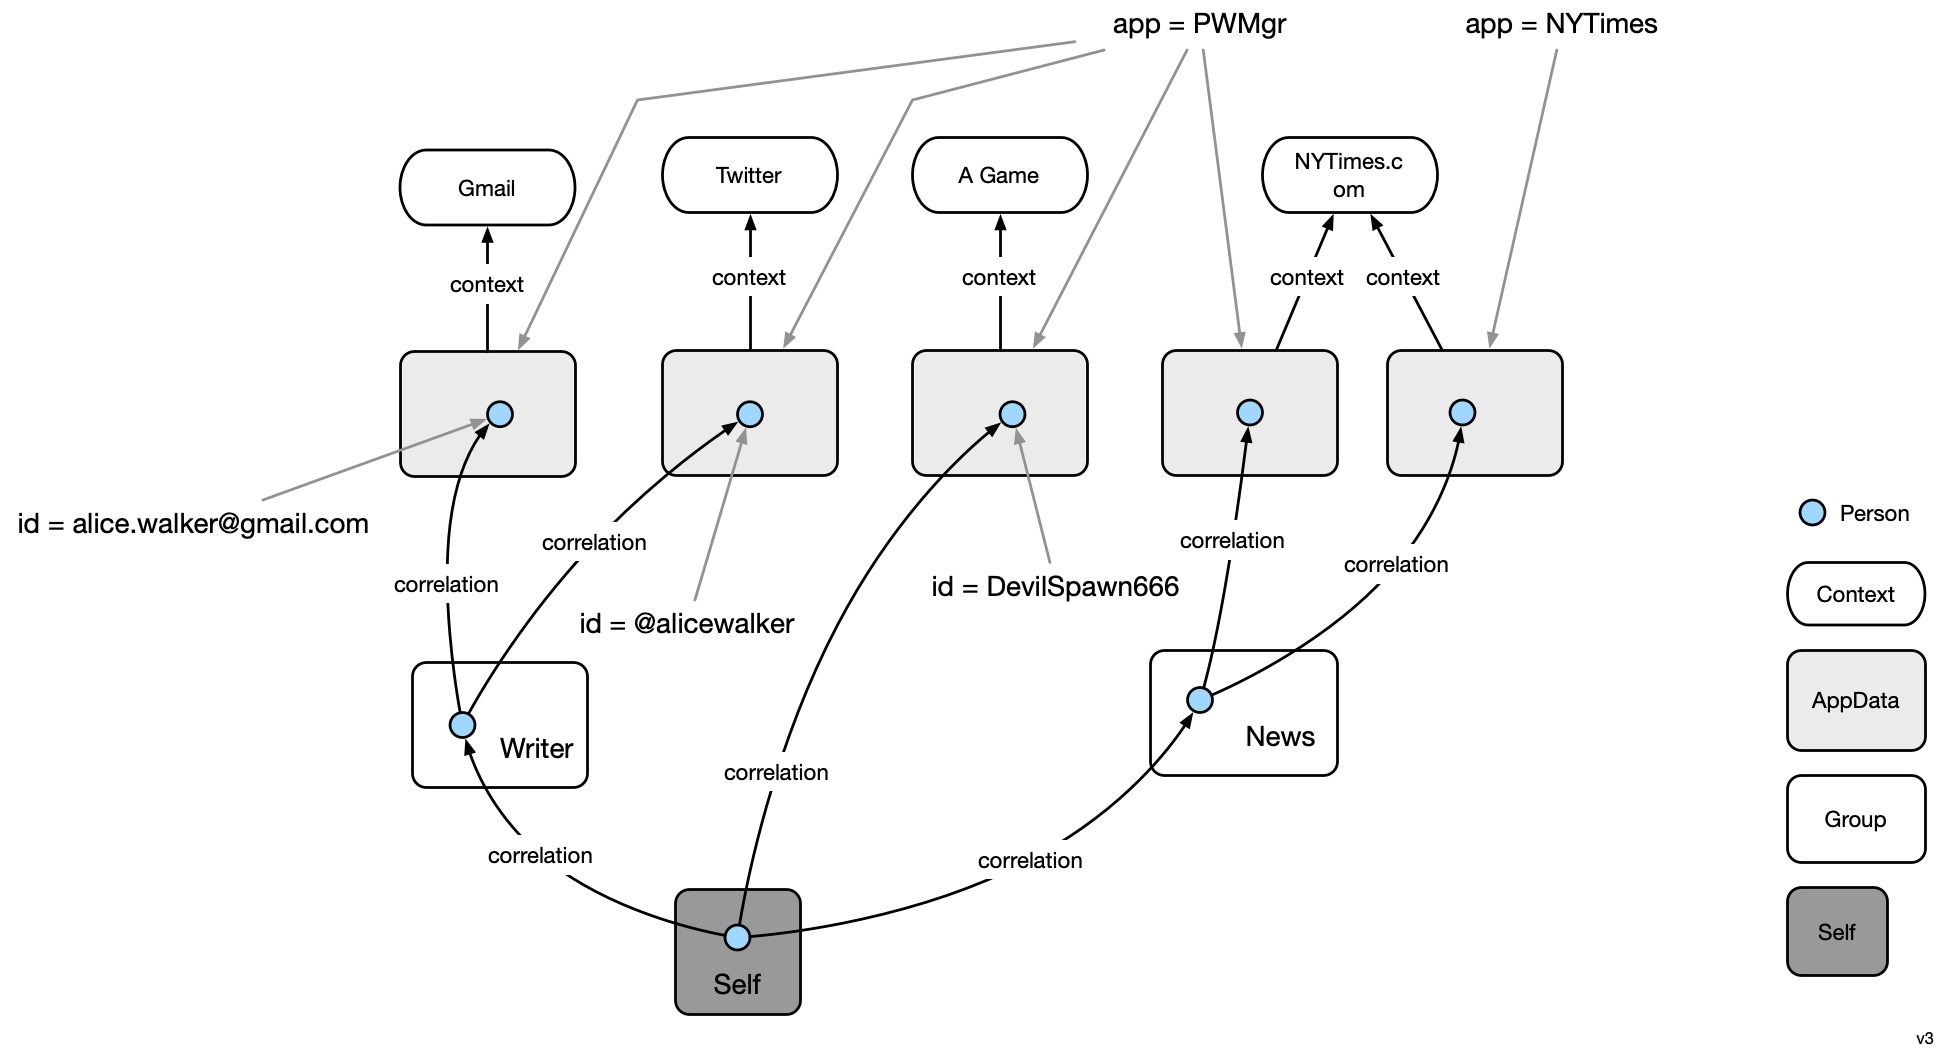 app = PWMgr
app = NYTimes
Gmail
Twitter
A Game
NYTimes.c
om
context
context
context
context
context
id = alice.walker@gmail.com
correlation
correlation
id = @alicewalker
id = DevilSpawn666
correlation
correlation
Writer
News
correlation
correlation
correlation
Self
Person
Context
AppData
Group
Self
v3